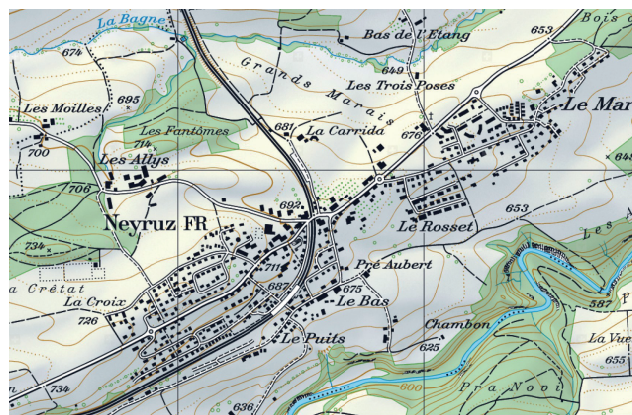 La Bagne
653
Bois d
Bas de l'Etang
674
649
Grands Marais
Les Trois Poses
695
Les Moilles
Le Mar
681
La Carrida
Les Fantômes
676
714
700
648
Les Allys
706
692
653
Neyruz FR
Le Rosset
Les A
734
711
Pré Aubert
a Crétat
687
675
587
La Croix
Le Bas
726
Chambon
Le Puits
625
La Vue
655
600
Pra Novi
734
636